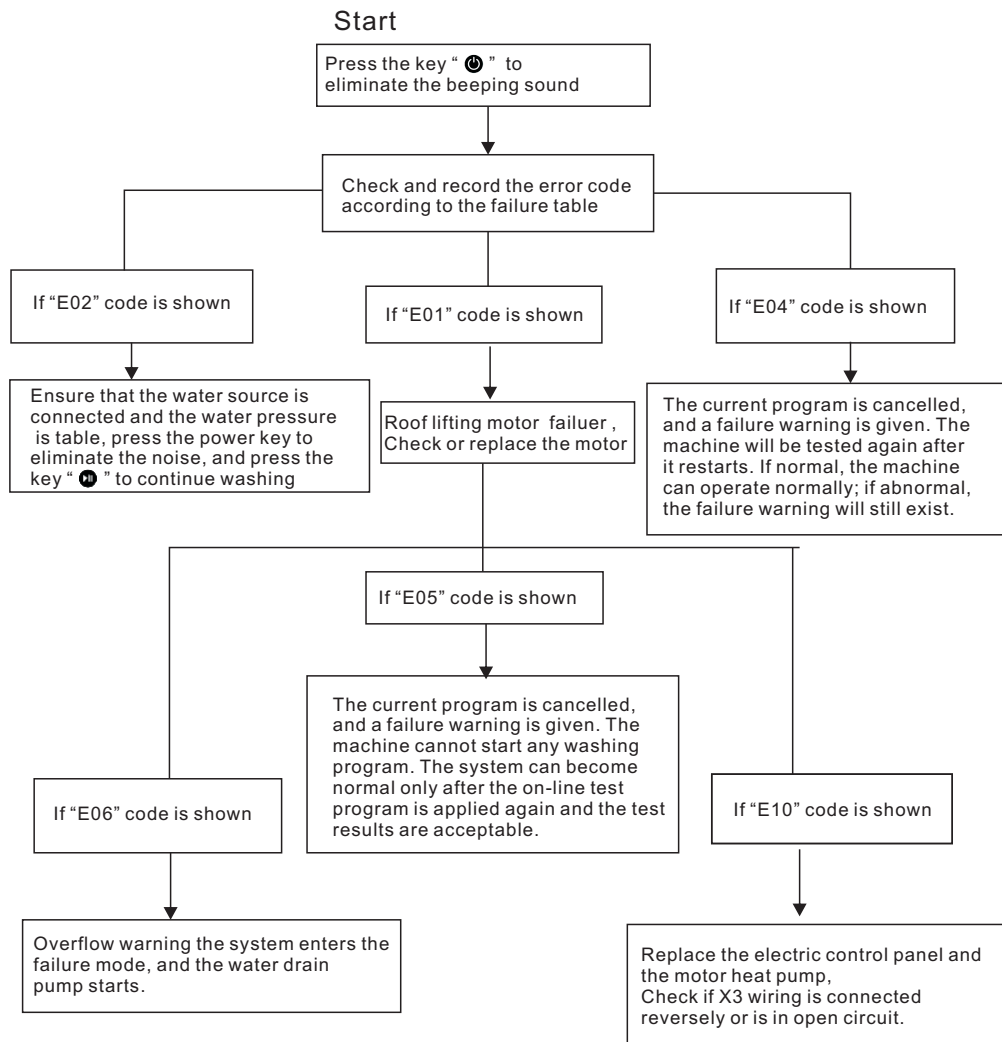 Start
Press the key “ ” to
eliminate the beeping sound
Check and record the error code
according to the failure table
If “E02” code is shown
If “E01” code is shown
If “E04” code is shown
Ensure that the water source is
connected and the water pressure
is table, press the power key to
eliminate the noise, and press the
key “ ” to continue washing
Roof lifting motor failuer ,
Check or replace the motor
The current program is cancelled,
and a failure warning is given. The
machine will be tested again after
it restarts. If normal, the machine
can operate normally; if abnormal,
the failure warning will still exist.
If “E05” code is shown
The current program is cancelled,
and a failure warning is given. The
machine cannot start any washing
program. The system can become
normal only after the on-line test
program is applied again and the test
results are acceptable.
If “E06” code is shown
If “E10” code is shown
Overflow warning the system enters the
failure mode, and the water drain
pump starts.
Replace the electric control panel and
the motor heat pump,
Check if X3 wiring is connected
reversely or is in open circuit.